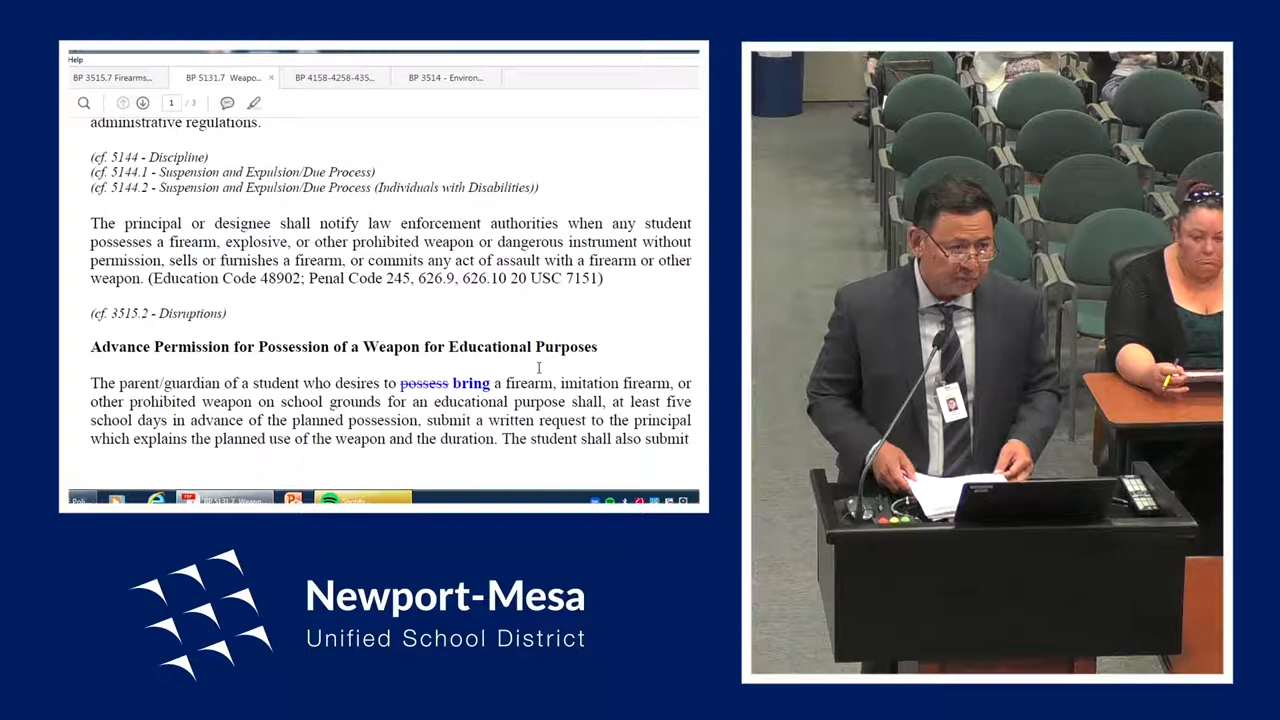 Help
BP 3515.7 Firearms...
BP 5131.7 Weapo...
×
BP 4158-4258-435...
BP 3514 - Environ...
1 / 3
administrative regulations.
(cf. 5144 - Discipline)
(cf. 5144.1 - Suspension and Expulsion/Due Process)
(cf. 5144.2 - Suspension and Expulsion/Due Process (Individuals with Disabilities))
The principal or designee shall notify law enforcement authorities when any student
possesses a firearm, explosive, or other prohibited weapon or dangerous instrument without
permission, sells or furnishes a firearm, or commits any act of assault with a firearm or other
weapon. (Education Code 48902; Penal Code 245, 626.9, 626.10 20 USC 7151)
(cf. 3515.2 - Disruptions)
Advance Permission for Possession of a Weapon for Educational Purposes
The parent/guardian of a student who desires to possess bring a firearm, imitation firearm, or
other prohibited weapon on school grounds for an educational purpose shall, at least five
school days in advance of the planned possession, submit a written request to the principal
which explains the planned use of the weapon and the duration. The student shall also submit
BP 5131.7 Weapo...
Spotify
Newport-Mesa
Unified School District